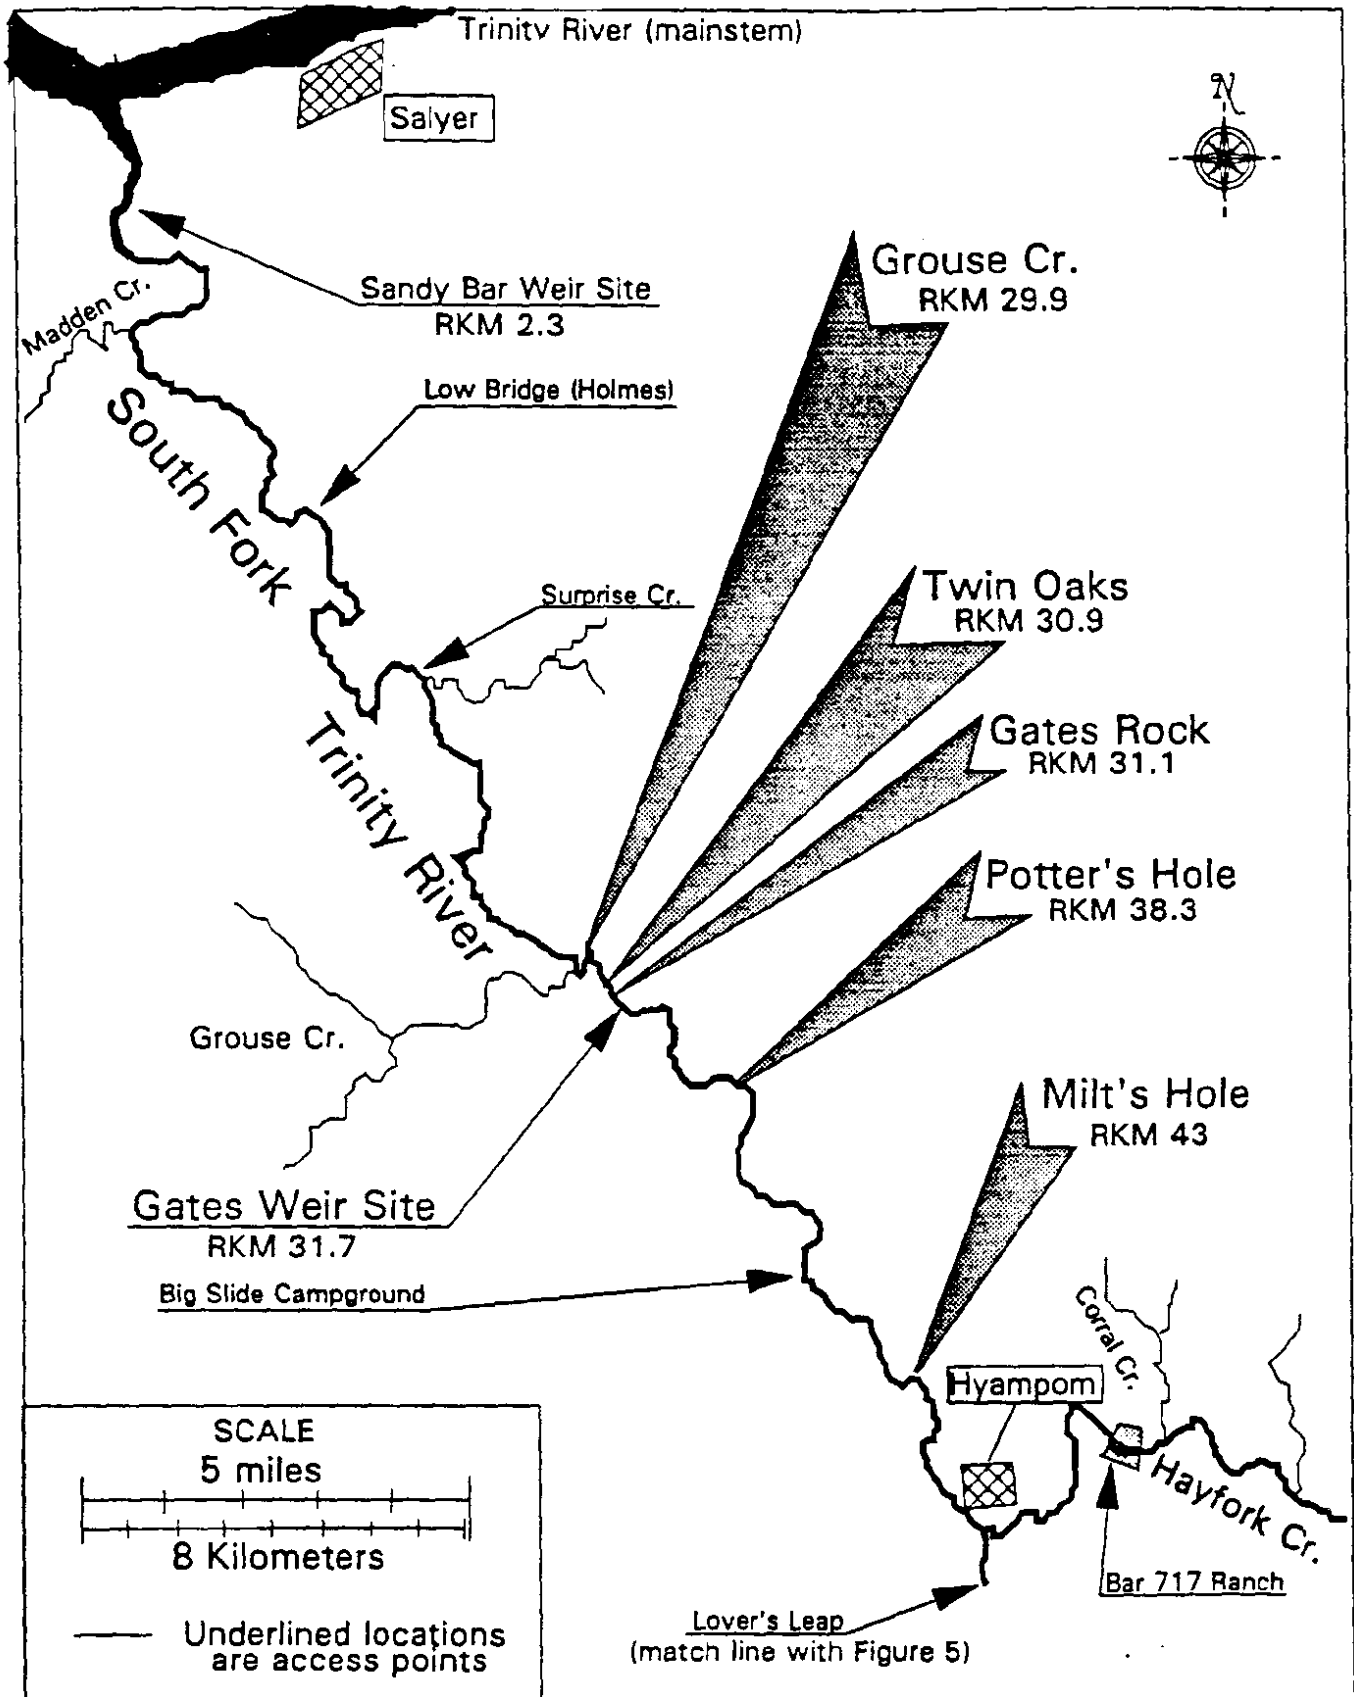 Trinity River (mainstem)
Salyer
N
Grouse Cr.
RKM 29.9
Sandy Bar Weir Site
RKM 2.3
Madden Cr.
Low Bridge (Holmes)
South Fork
Trinity River
Surprise Cr.
Twin Oaks
RKM 30.9
Gates Rock
RKM 31.1
Potter's Hole
RKM 38.3
Grouse Cr.
Milt's Hole
RKM 43
Gates Weir Site
RKM 31.7
Big Slide Campground
Corral Cr.
Hyampom
Hayfork Cr.
Bar 717 Ranch
Lover's Leap
(match line with Figure 5)
SCALE
5 miles
8 Kilometers
Underlined locations
are access points